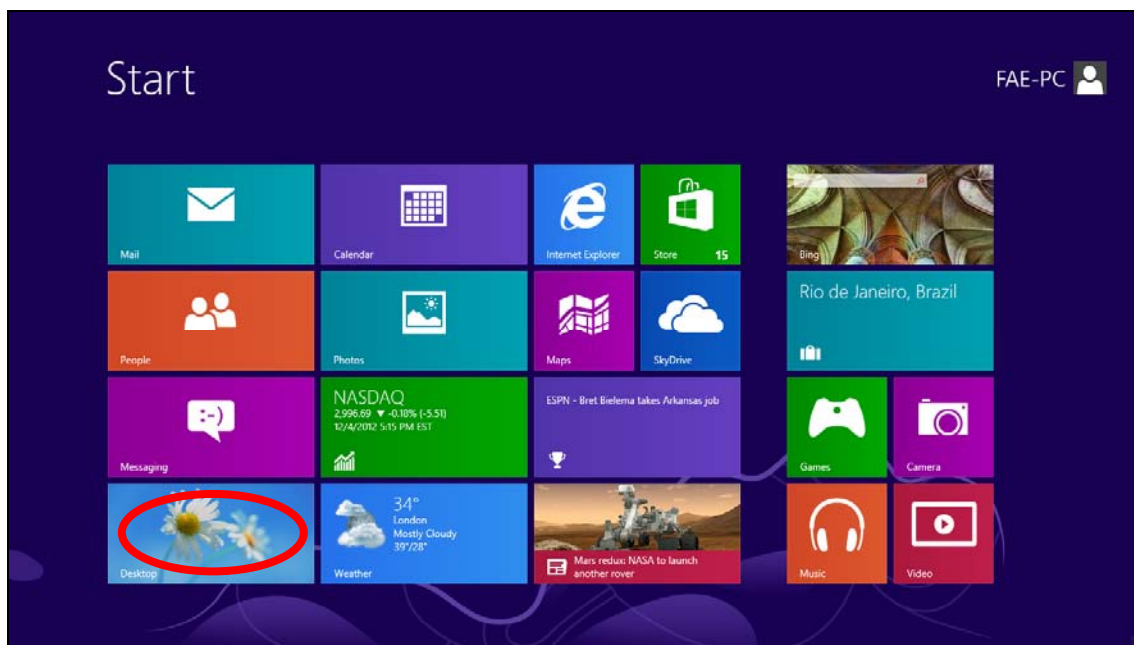 Start
FAE-PC
Mail
Calendar
Internet Explorer
Store 15
Bing
People
Photos
Maps
SkyDrive
Rio de Janeiro, Brazil
Messaging
NASDAQ
2,996.69 ▼ -0.18% (-5.51)
12/4/2012 5:15 PM EST
ESPN - Bret Bielema takes Arkansas job
Games
Camera
Desktop
34°
London
Mostly Cloudy
39°/28°
Weather
Mars redux: NASA to launch
another rover
Music
Video